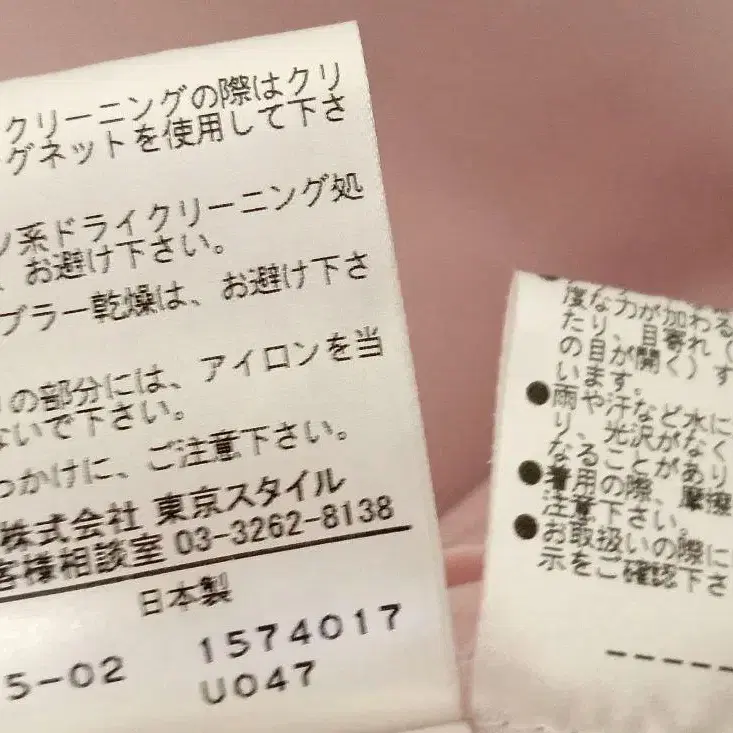 クリーニングの際はクリ
グネットを使用して下さ
ン系ドライクリーニング処
、お避け下さい。
ブラー乾燥は、お避け下さ
の部分には、アイロンを当
ないで下さい。
っかけに、ご注意下さい。
株式会社 東京スタイル
客様相談室 03-3262-8138
日本製
5-02 1574017
U047
度な力が加わる
たり、目寄れ(
の目が開く)す
います。
●雨や汗など水に
り、光沢がなく
なることがあり
●着用の際、摩擦
注意下さい。
●お取扱いの際に
示をご確認下さ
-----